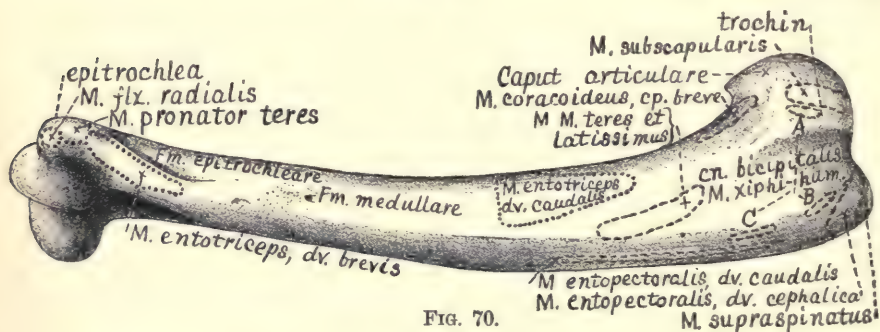 trochin
M. subscapularis
epitrochlea
M. flx. radialis
M. pronator teres
Caput articulare
M. coracoideus, cp. breve
M M. teres et
latissimus
Fm. epitrochleare
Fm. medullare
M. entotriceps
dv. caudalis
A
cn. bicipitalis
M. xiphi-hum.
B
C
M. entotriceps, dv. brevis
M entopectoralis, dv. caudalis
M. entopectoralis, dv. cephalica
M. supraspinatus
FIG. 70.